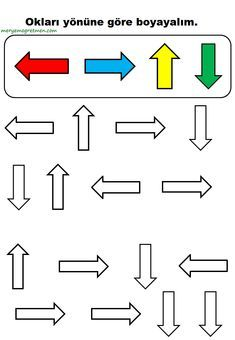 Okları yönüne göre boyayalım.
meryemogretmen.com